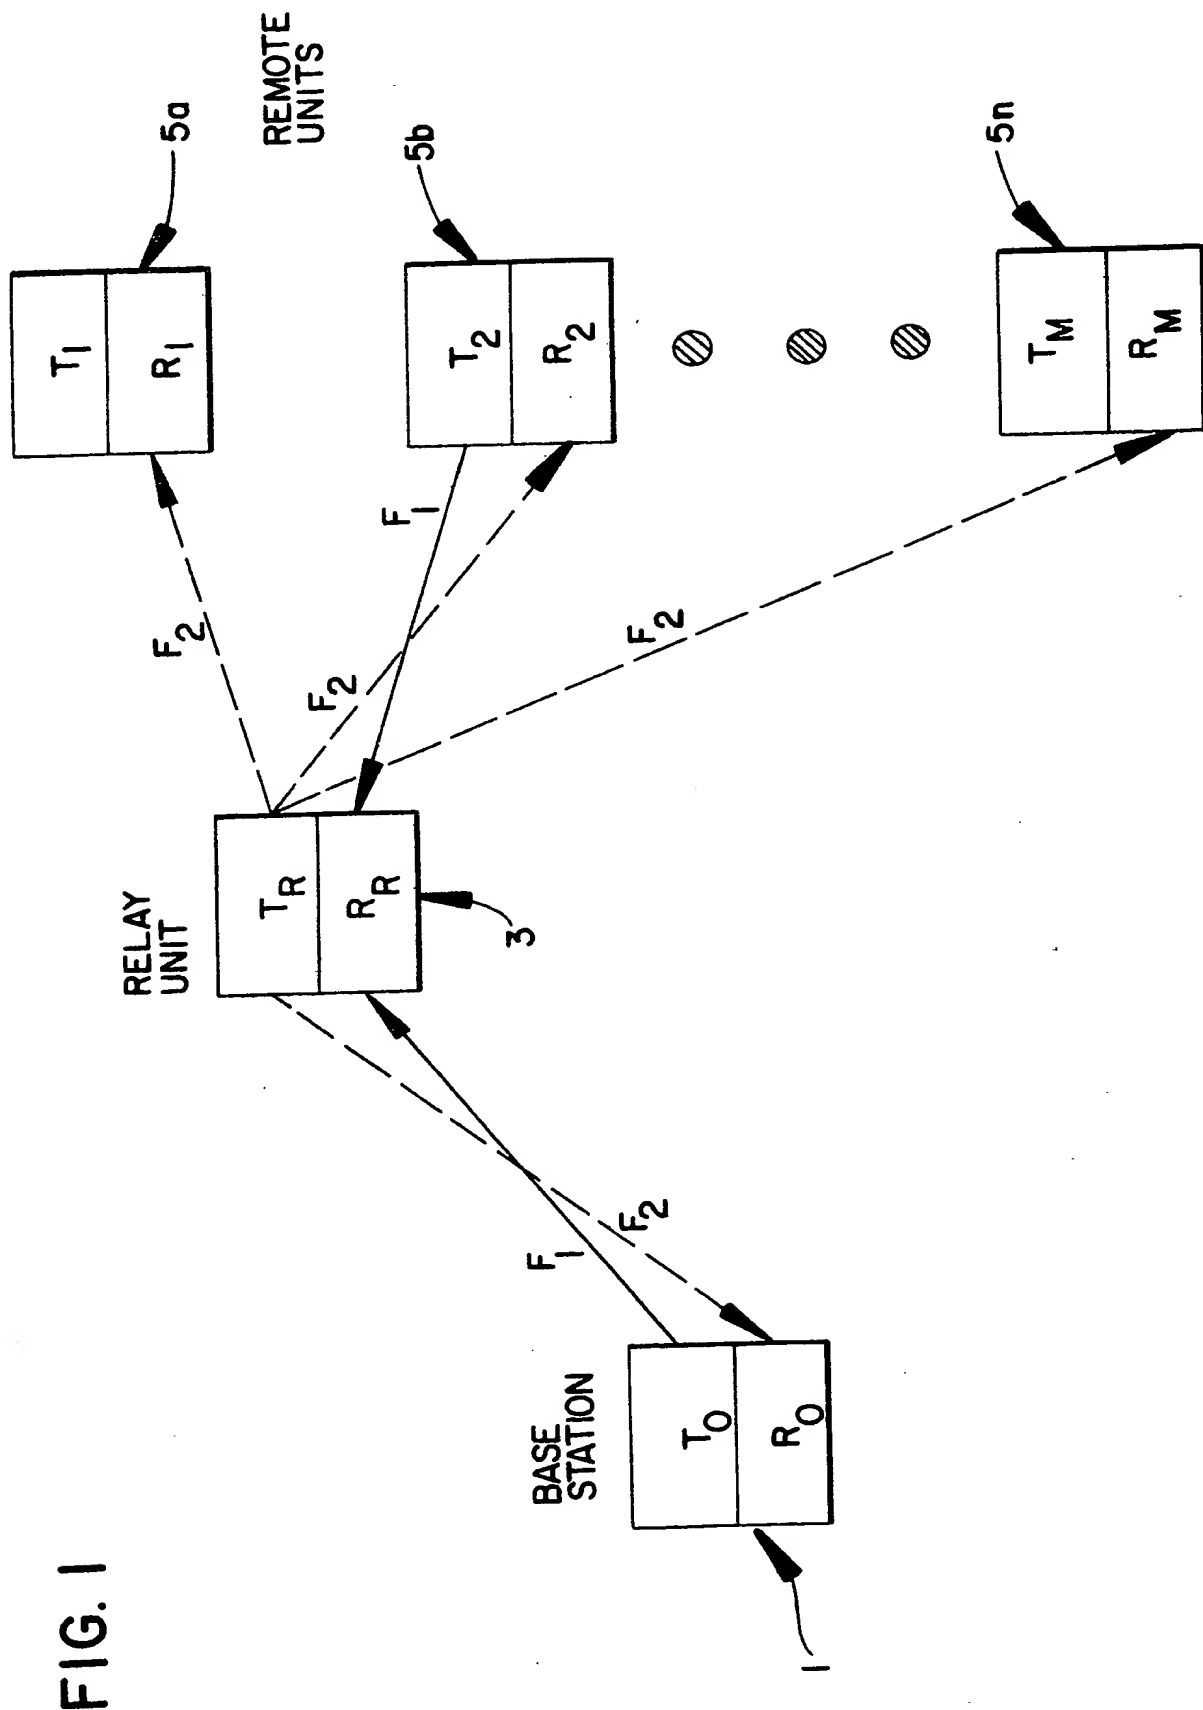 FIG. 1
REMOTE
UNITS
RELAY
UNIT
BASE
STATION
T1
R1
5a
T2
R2
5b
TM
RM
5n
TR
RR
3
T0
R0
1
F2
F1
F2
F2
F1
F2